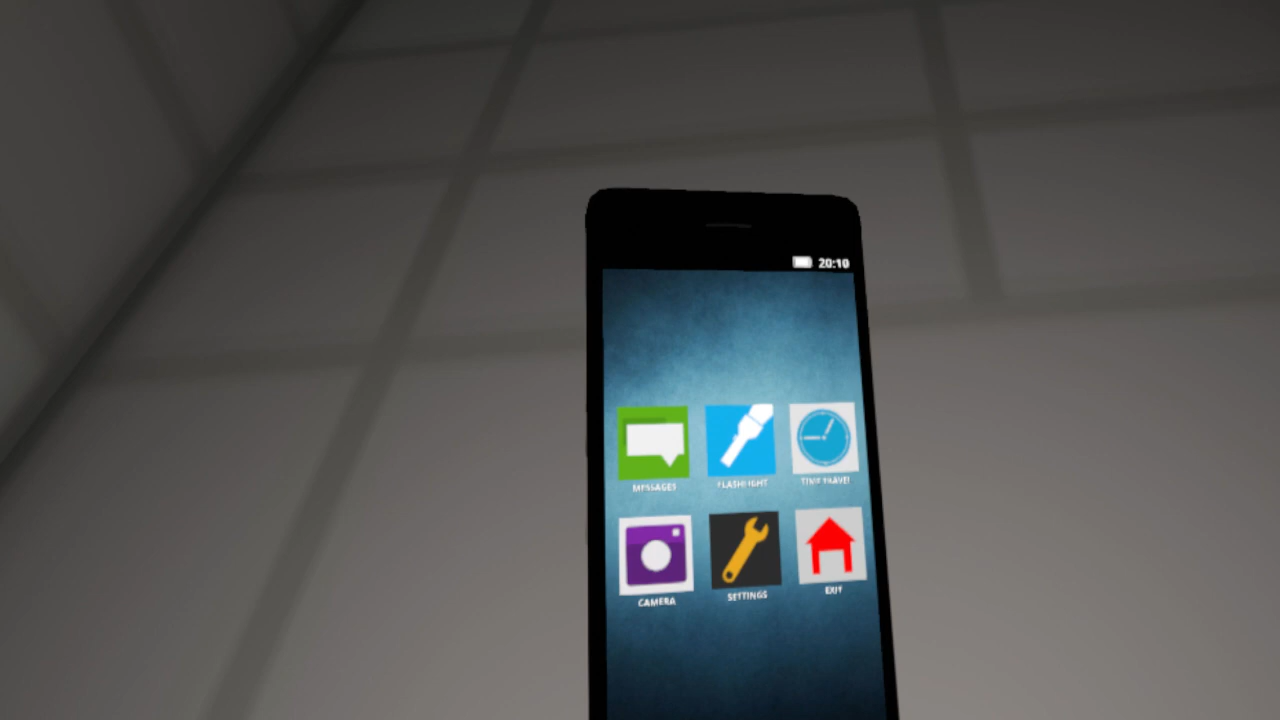 20:10
MESSAGES
FLASHLIGHT
TIME TRAVEL
CAMERA
SETTINGS
EXIT